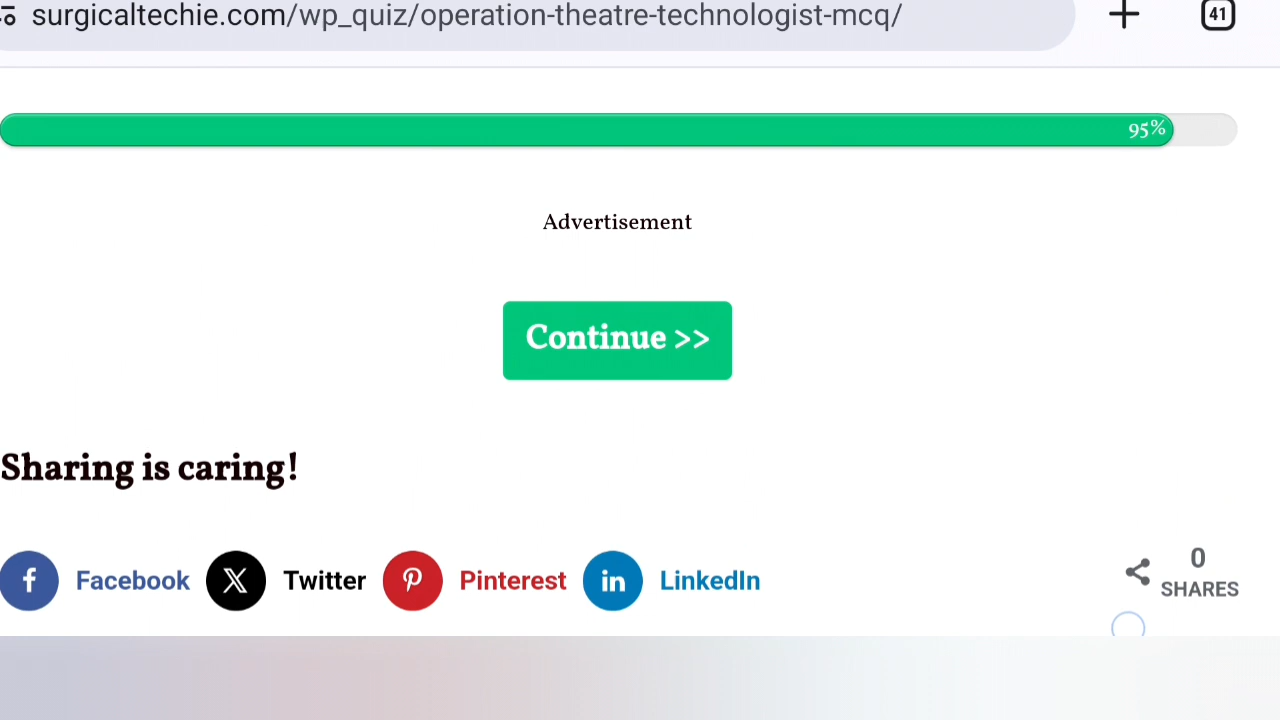 surgicaltechie.com/wp_quiz/operation-theatre-technologist-mcq/
41
95%
Advertisement
Continue >>
Sharing is caring!
Facebook Twitter Pinterest LinkedIn
0
SHARES